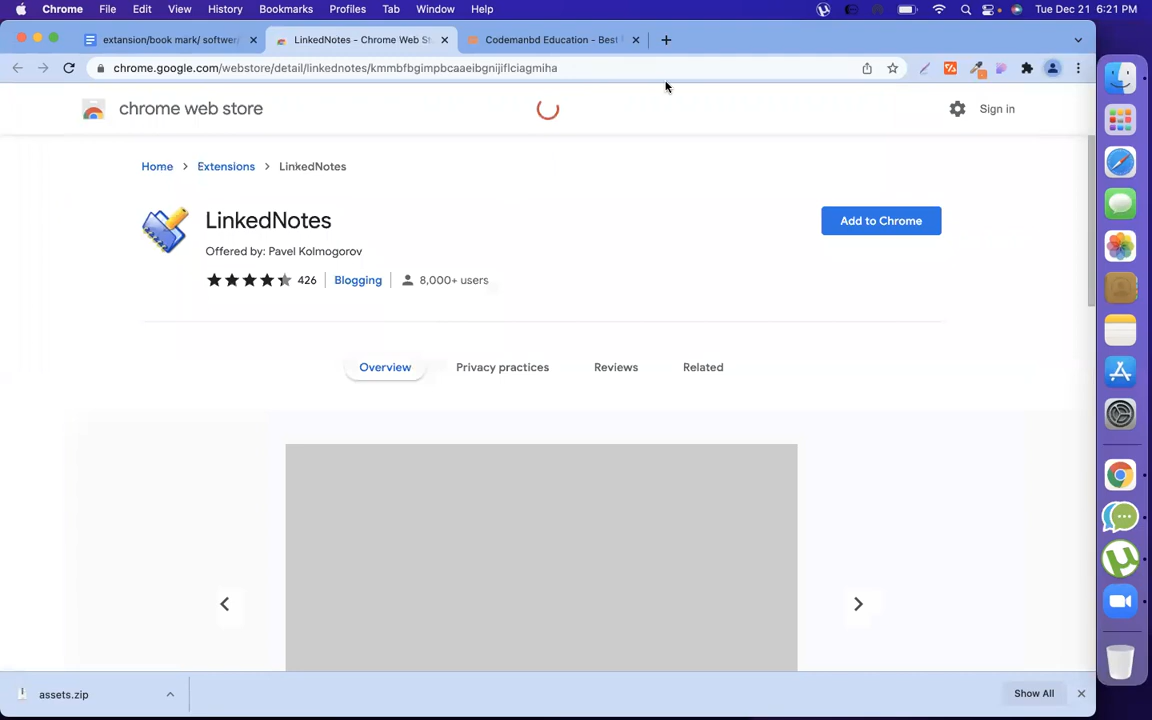 Chrome File Edit View History Bookmarks Profiles Tab Window Help Tue Dec 21 6:21 PM
extansion/book mark/ softwer/ LinkedNotes - Chrome Web St Codemanbd Education - Best
chrome.google.com/webstore/detail/linkednotes/kmmbfbgimpbcaaeibgnijiflciagmiha
chrome web store Sign in
Home > Extensions > LinkedNotes
LinkedNotes
Add to Chrome
Offered by: Pavel Kolmogorov
426 Blogging 8,000+ users
Overview Privacy practices Reviews Related
assets.zip Show All